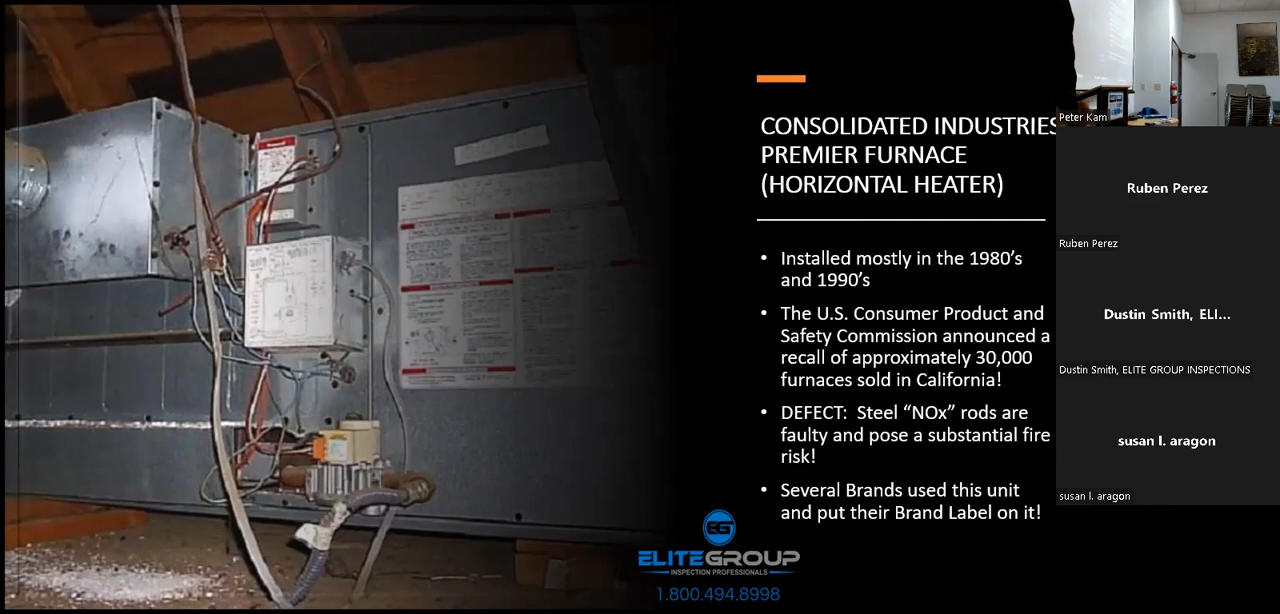 CONSOLIDATED INDUSTRIES
PREMIER FURNACE
(HORIZONTAL HEATER)
• Installed mostly in the 1980’s
and 1990’s
• The U.S. Consumer Product and
Safety Commission announced a
recall of approximately 30,000
furnaces sold in California!
• DEFECT: Steel “NOx” rods are
faulty and pose a substantial fire
risk!
• Several Brands used this unit
and put their Brand Label on it!
EG
ELITEGROUP
INSPECTION PROFESSIONALS
1.800.494.8998
Peter Kam
Ruben Perez
Ruben Perez
Dustin Smith, ELI...
Dustin Smith, ELITE GROUP INSPECTIONS
susan l. aragon
susan l. aragon